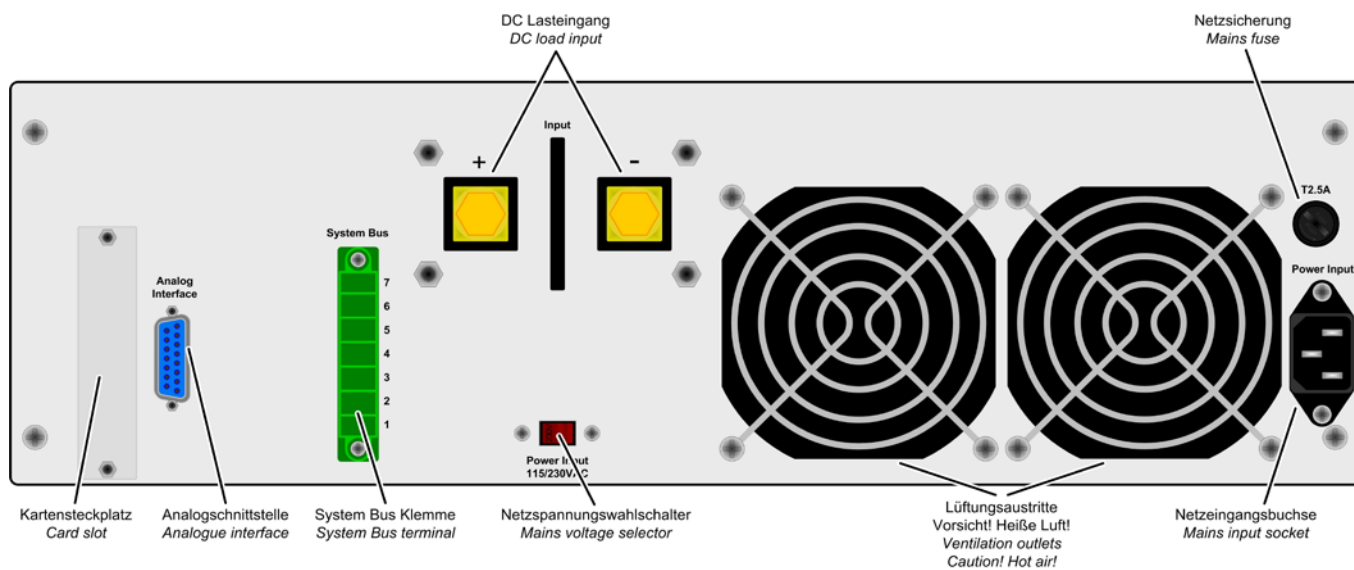 DC Lasteingang
DC load input
Netzsicherung
Mains fuse
Input
+
-
T2.5A
System Bus
Power Input
Analog
Interface
7
6
5
4
3
2
1
Power Input
115/230VAC
Kartensteckplatz
Card slot
Analogschnittstelle
Analogue interface
System Bus Klemme
System Bus terminal
Netzspannungswahlschalter
Mains voltage selector
Lüftungsaustritte
Vorsicht! Heiße Luft!
Ventilation outlets
Caution! Hot air!
Netzeingangsbuchse
Mains input socket